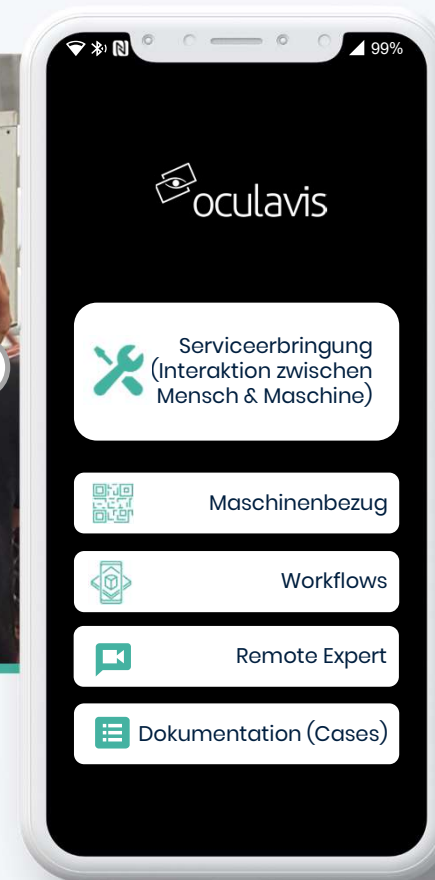 99%
oculavis
Serviceerbringung
(Interaktion zwischen
Mensch & Maschine)
Maschinenbezug
Workflows
Remote Expert
Dokumentation (Cases)